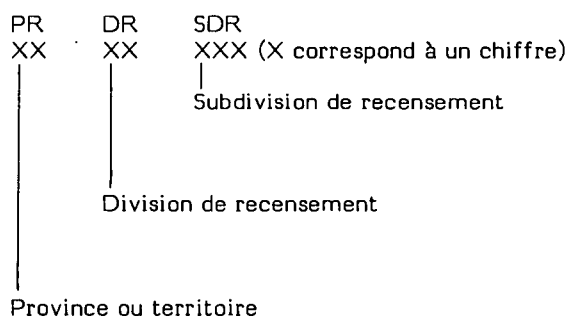 PR DR SDR
XX XX XXX (X correspond à un chiffre)
Subdivision de recensement
Division de recensement
Province ou territoire